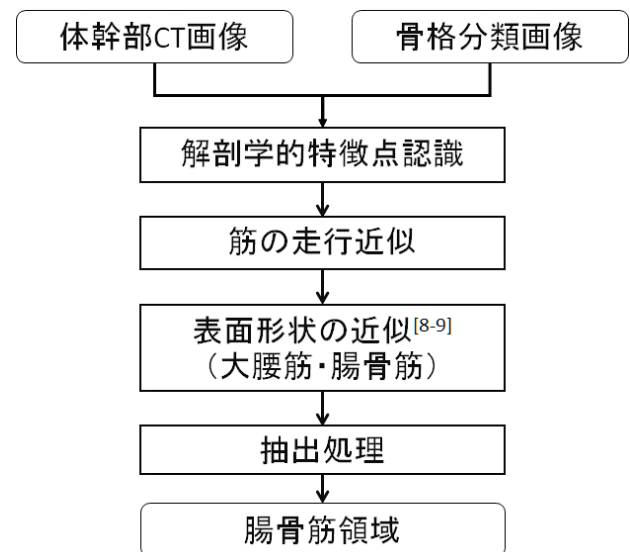 体幹部CT画像
骨格分類画像
解剖学的特徴点認識
筋の走行近似
表面形状の近似[8-9]
（大腰筋・腸骨筋）
抽出処理
腸骨筋領域